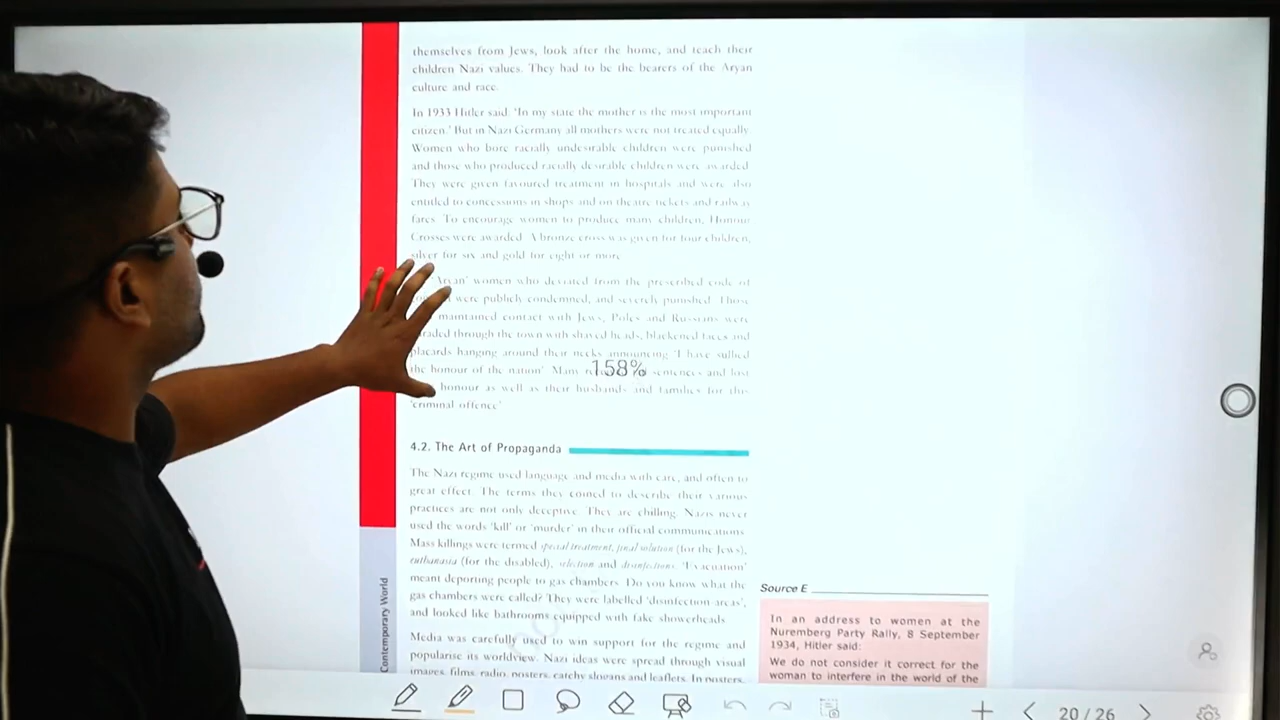 themselves from Jews, look after the home, and teach their
children Nazi values. They had to be the bearers of the Aryan
culture and race.
In 1933 Hitler said: 'In my state the mother is the most important
citizen.' But in Nazi Germany all mothers were not treated equally.
Women who bore racially undesirable children were punished
and those who produced racially desirable children were awarded.
They were given favoured treatment in hospitals and were also
entitled to concessions in shops and on theatre tickets and railway
fares. To encourage women to produce many children, Honour
Crosses were awarded. A bronze cross was given for four children,
silver for six and gold for eight or more.
Aryan' women who deviated from the prescribed code of
were publicly condemned, and severely punished. Those
maintained contact with Jews, Poles and Russians were
raded through the town with shaved heads, blackened faces and
placards hanging around their necks announcing 'I have sullied
the honour of the nation'. Many sentences and lost
honour as well as their husbands and families for this
'criminal offence'.
158%
4.2. The Art of Propaganda
The Nazi regime used language and media with care, and often to
great effect. The terms they coined to describe their various
practices are not only deceptive. They are chilling. Nazis never
used the words 'kill' or 'murder' in their official communications.
Mass killings were termed special treatment, final solution (for the Jews),
euthanasia (for the disabled), selection and disinfections. 'Evacuation'
meant deporting people to gas chambers. Do you know what the
gas chambers were called? They were labelled 'disinfection-areas',
and looked like bathrooms equipped with fake showerheads.
Media was carefully used to win support for the regime and
popularise its worldview. Nazi ideas were spread through visual
images, films, radio, posters, catchy slogans and leaflets. In posters,
Contemporary World
Source E
In an address to women at the
Nuremberg Party Rally, 8 September
1934, Hitler said:
We do not consider it correct for the
woman to interfere in the world of the
20 / 26